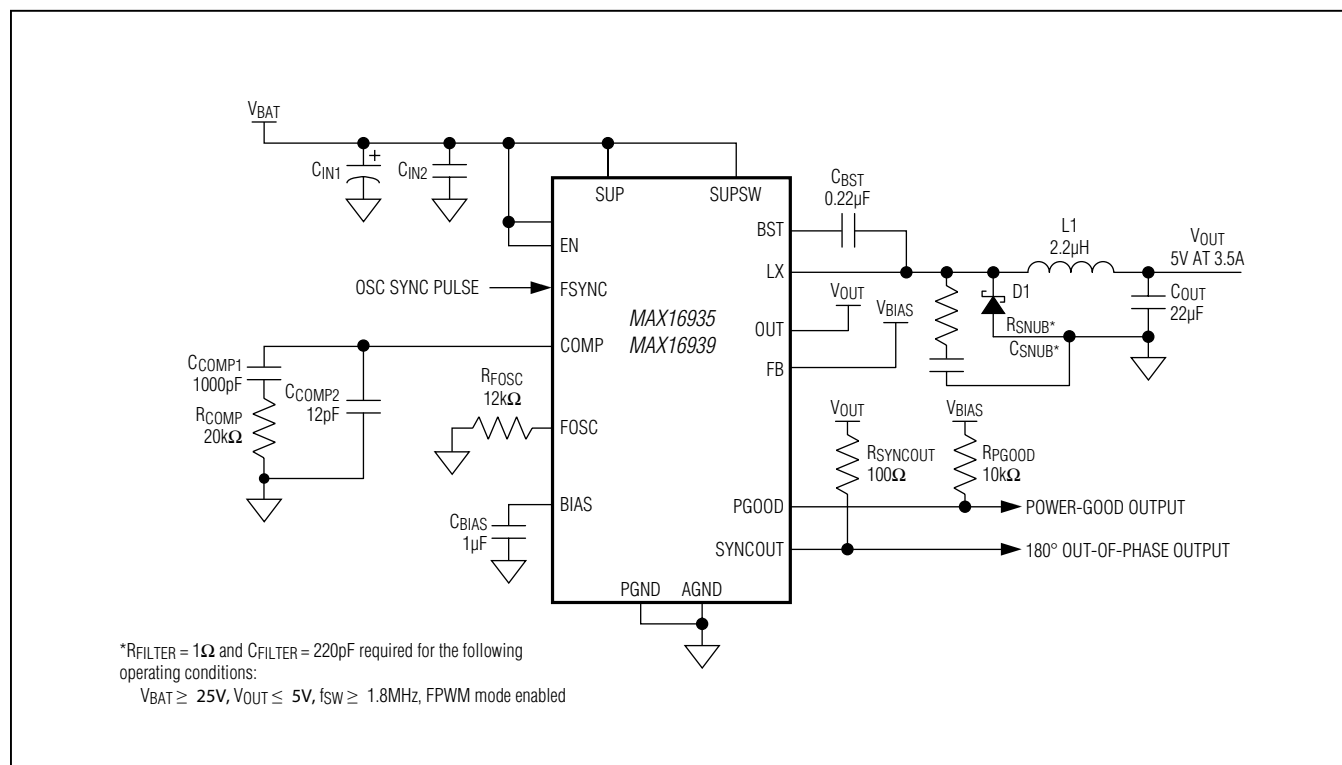 VBAT
CIN1
+
CIN2
SUP
SUPSW
EN
OSC SYNC PULSE
FSYNC
MAX16935
MAX16939
COMP
CCOMP1
1000pF
RCOMP
20kΩ
CCOMP2
12pF
RFOSC
12kΩ
FOSC
BIAS
CBIAS
1µF
PGND
AGND
BST
CBST
0.22µF
LX
L1
2.2µH
VOUT
5V AT 3.5A
D1
COUT
22µF
RSNUB*
CSNUB*
OUT
VOUT
FB
VBIAS
VOUT
RSYNCOUT
100Ω
VBIAS
RPGOOD
10kΩ
PGOOD
POWER-GOOD OUTPUT
SYNCOUT
180° OUT-OF-PHASE OUTPUT
*RFILTER = 1Ω and CFILTER = 220pF required for the following
operating conditions:
VBAT ≥ 25V, VOUT ≤ 5V, fSW ≥ 1.8MHz, FPWM mode enabled